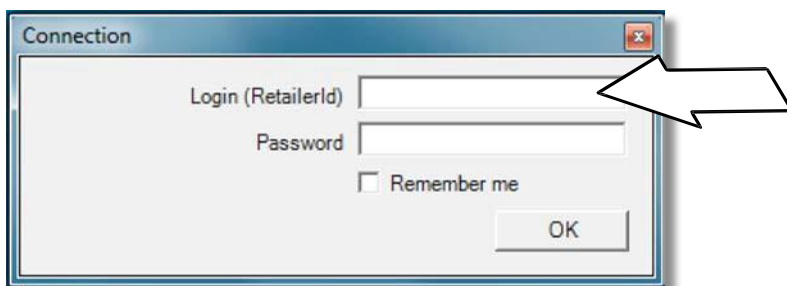 Connection
Login (RetailerId)
Password
Remember me
OK